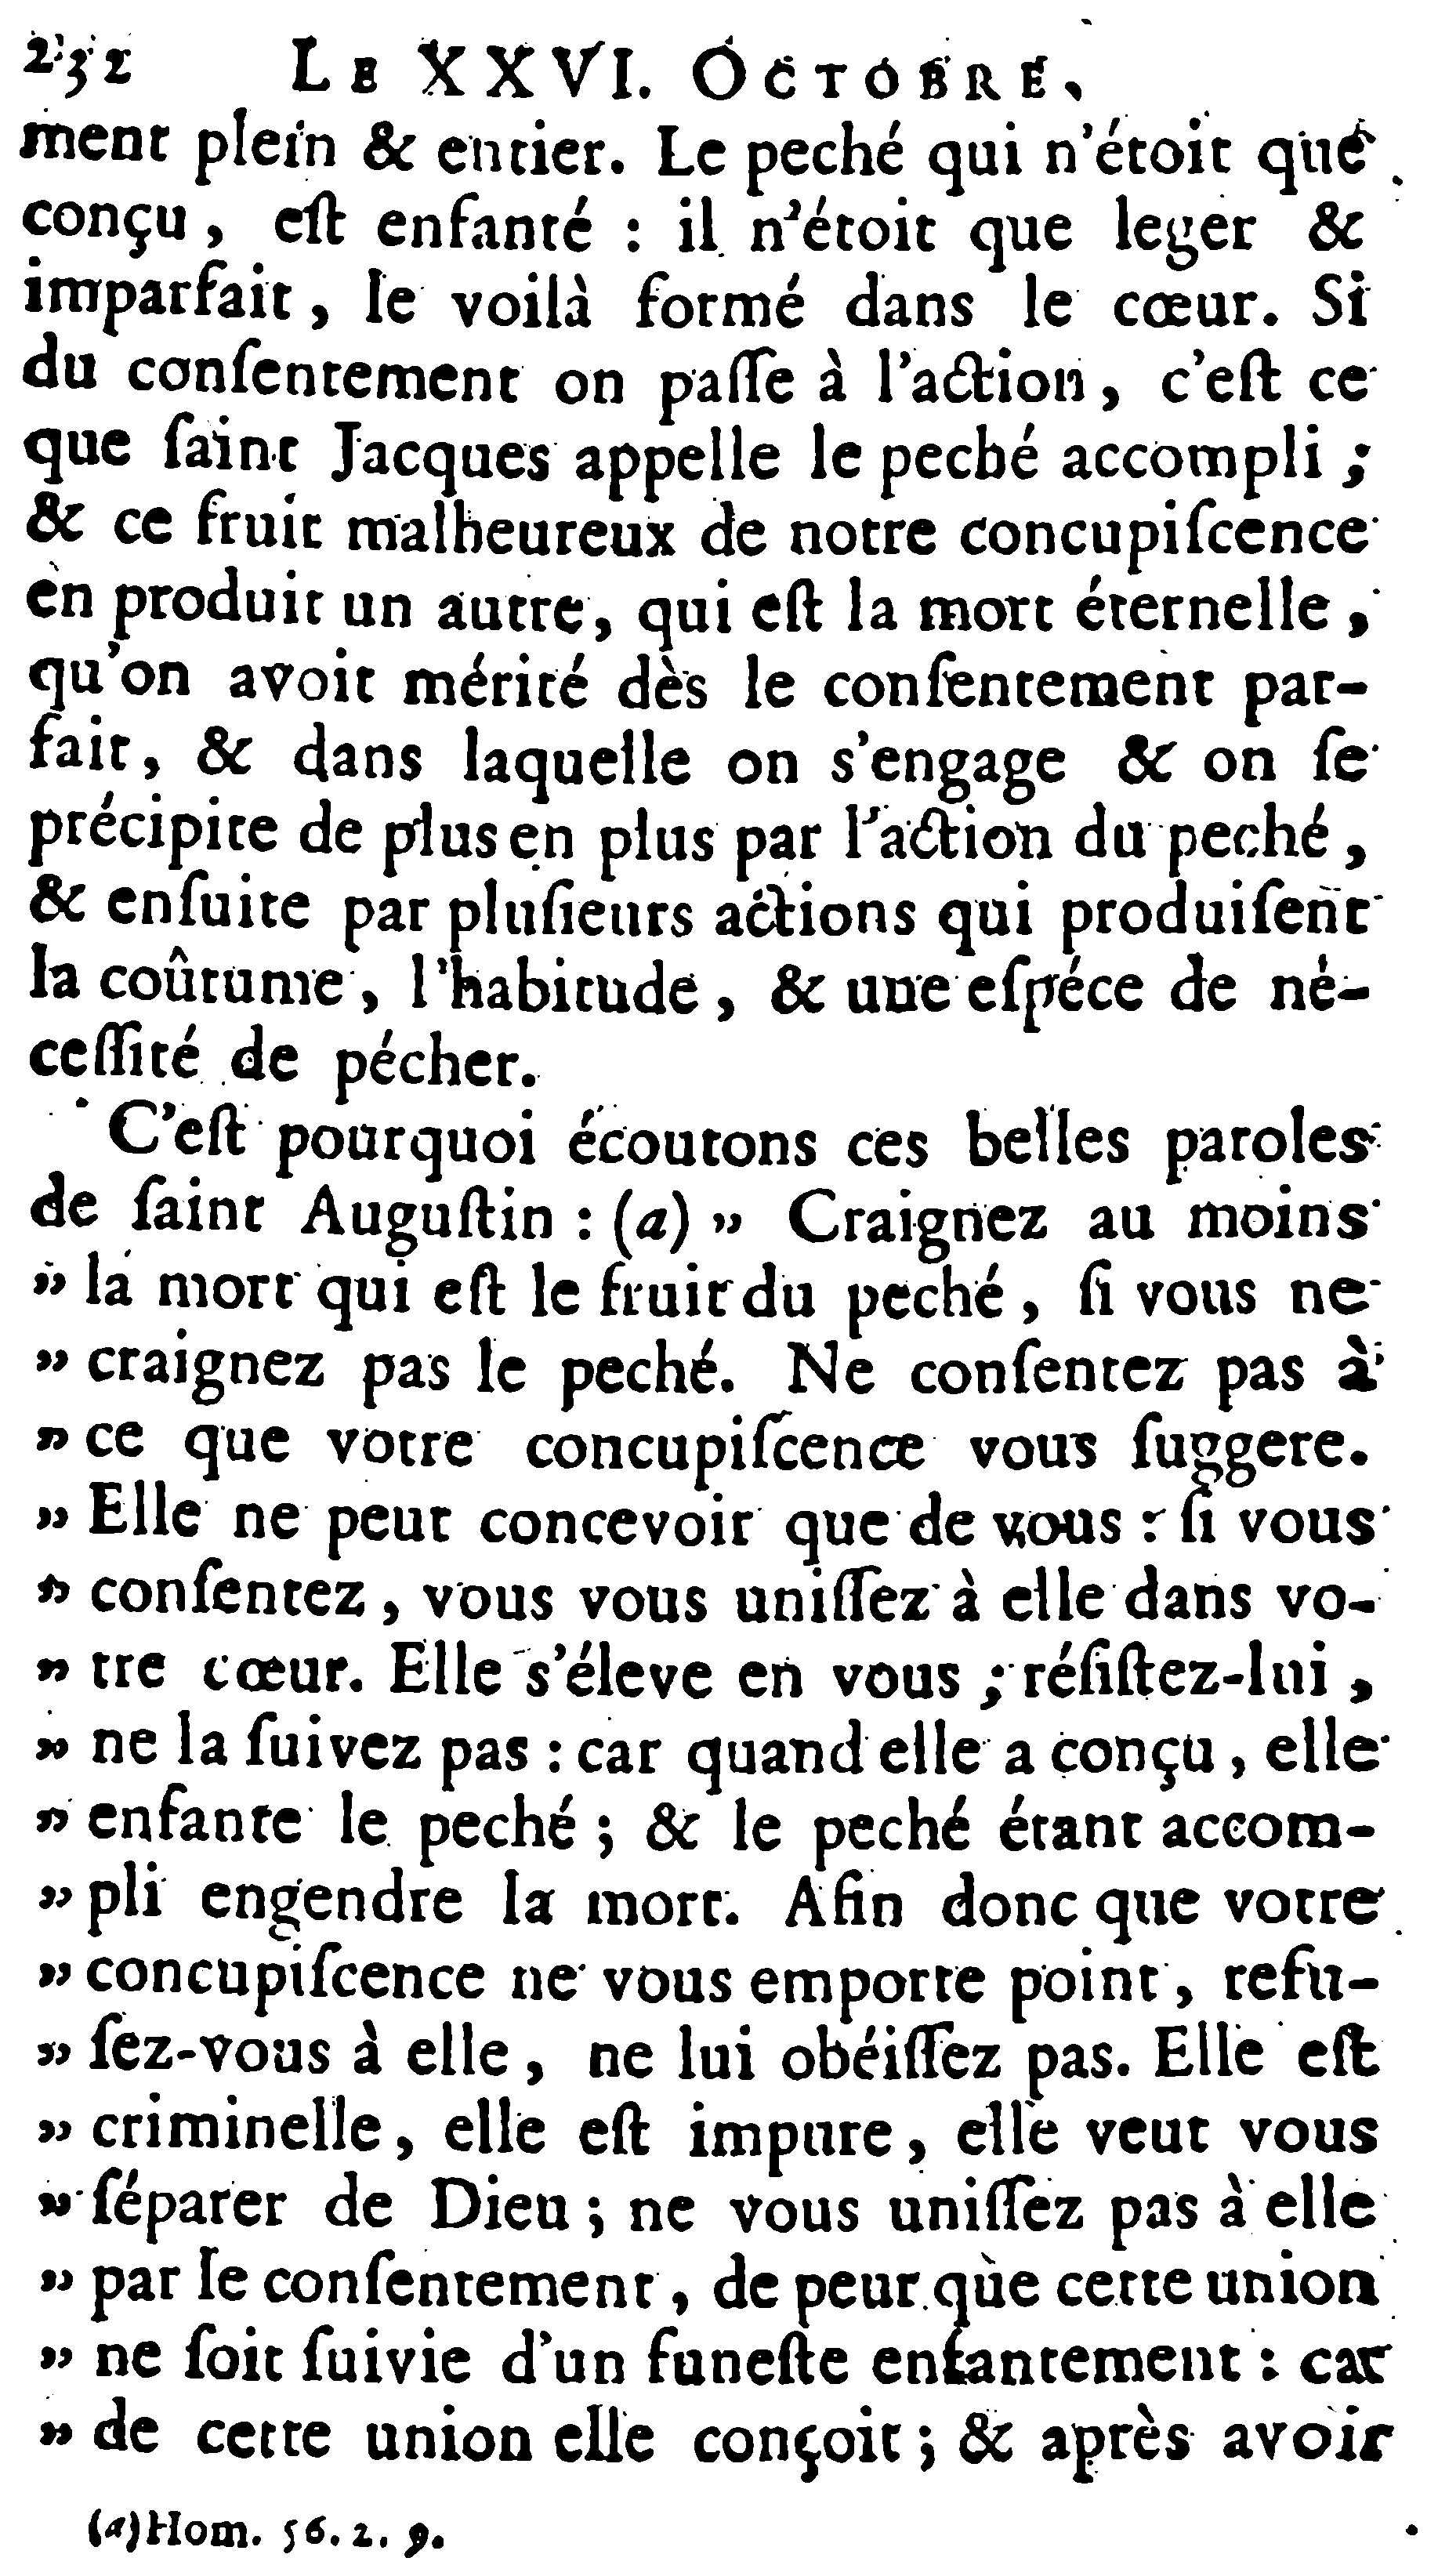 232 LE XXVI. OCTOBRE,
ment plein & entier. Le peché qui n'étoit que
conçu, eſt enfanté : il n'étoit que leger &
imparfait, le voilà formé dans le cœur. Si
du conſentement on paſſe à l'action, c'eſt ce
que ſaint Jacques appelle le peché accompli ;
& ce fruit malheureux de notre concupiſcence
en produit un autre, qui eſt la mort éternelle,
qu'on avoit mérité dès le conſentement par-
fait, & dans laquelle on s'engage & on ſe
précipite de plus en plus par l'action du peché,
& enſuite par pluſieurs actions qui produiſent
la coûtume, l'habitude, & une eſpéce de né-
ceſſité de pécher.
C'eſt pourquoi écoutons ces belles paroles
de ſaint Auguſtin : (a) ” Craignez au moins
” la mort qui eſt le fruit du peché, ſi vous ne
” craignez pas le peché. Ne conſentez pas à
” ce que votre concupiſcence vous ſuggere.
” Elle ne peut concevoir que de vous : ſi vous
” conſentez, vous vous uniſſez à elle dans vo-
” tre cœur. Elle s'éleve en vous ; réſiſtez-lui,
” ne la ſuivez pas : car quand elle a conçu, elle
” enfante le peché ; & le peché étant accom-
” pli engendre la mort. Afin donc que votre
” concupiſcence ne vous emporte point, refu-
” ſez-vous à elle, ne lui obéiſſez pas. Elle eſt
” criminelle, elle eſt impure, elle veut vous
” ſéparer de Dieu ; ne vous uniſſez pas à elle
” par le conſentement, de peur que cette union
” ne ſoit ſuivie d'un funeſte enfantement : car
” de cette union elle conçoit ; & après avoir
(a) Hom. 56. 2. 9.